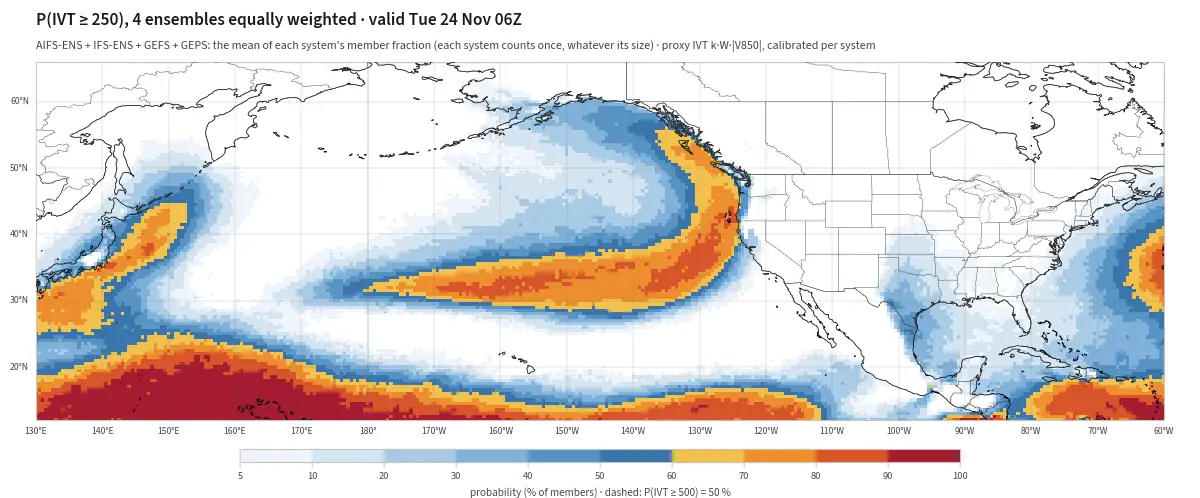 P(IVT ≥ 250), 4 ensembles equally weighted · valid Tue 24 Nov 06Z
AIFS-ENS + IFS-ENS + GEFS + GEPS: the mean of each system's member fraction (each system counts once, whatever its size) · proxy IVT k·W·|V850|, calibrated per system
60°N
50°N
40°N
30°N
20°N
130°E 140°E 150°E 160°E 170°E 180° 170°W 160°W 150°W 140°W 130°W 120°W 110°W 100°W 90°W 80°W 70°W 60°W
5 10 20 30 40 50 60 70 80 90 100
probability (% of members) · dashed: P(IVT ≥ 500) = 50 %